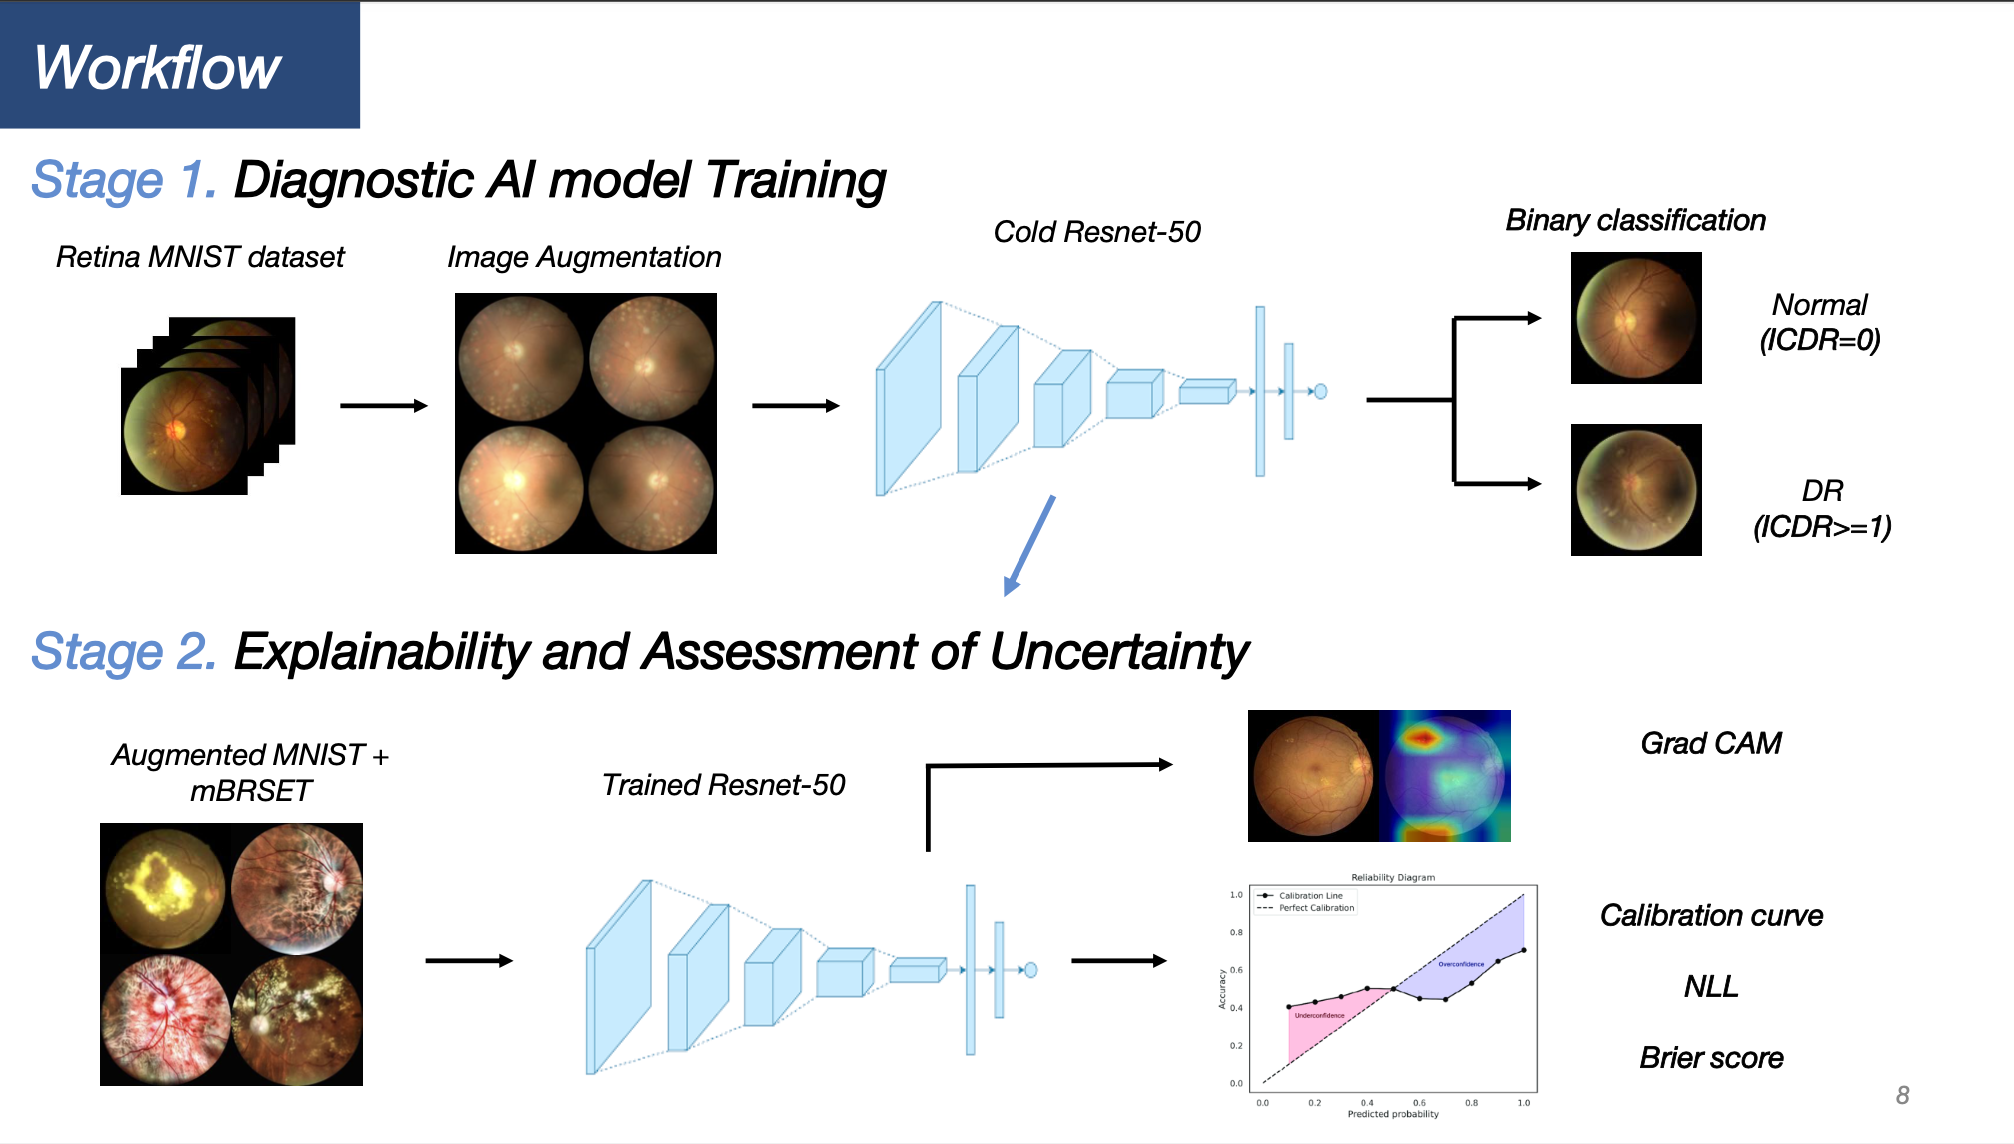 Workflow
Stage 1. Diagnostic AI model Training
Retina MNIST dataset
Image Augmentation
Cold Resnet-50
Binary classification
Normal
(ICDR=0)
DR
(ICDR>=1)
Stage 2. Explainability and Assessment of Uncertainty
Augmented MNIST +
mBRSET
Trained Resnet-50
Grad CAM
Reliability Diagram
Calibration Line
Perfect Calibration
1.0
0.8
0.6
0.4
0.2
0.0
Accuracy
Overconfidence
Underconfidence
0.0 0.2 0.4 0.6 0.8 1.0
Predicted probability
Calibration curve
NLL
Brier score
8